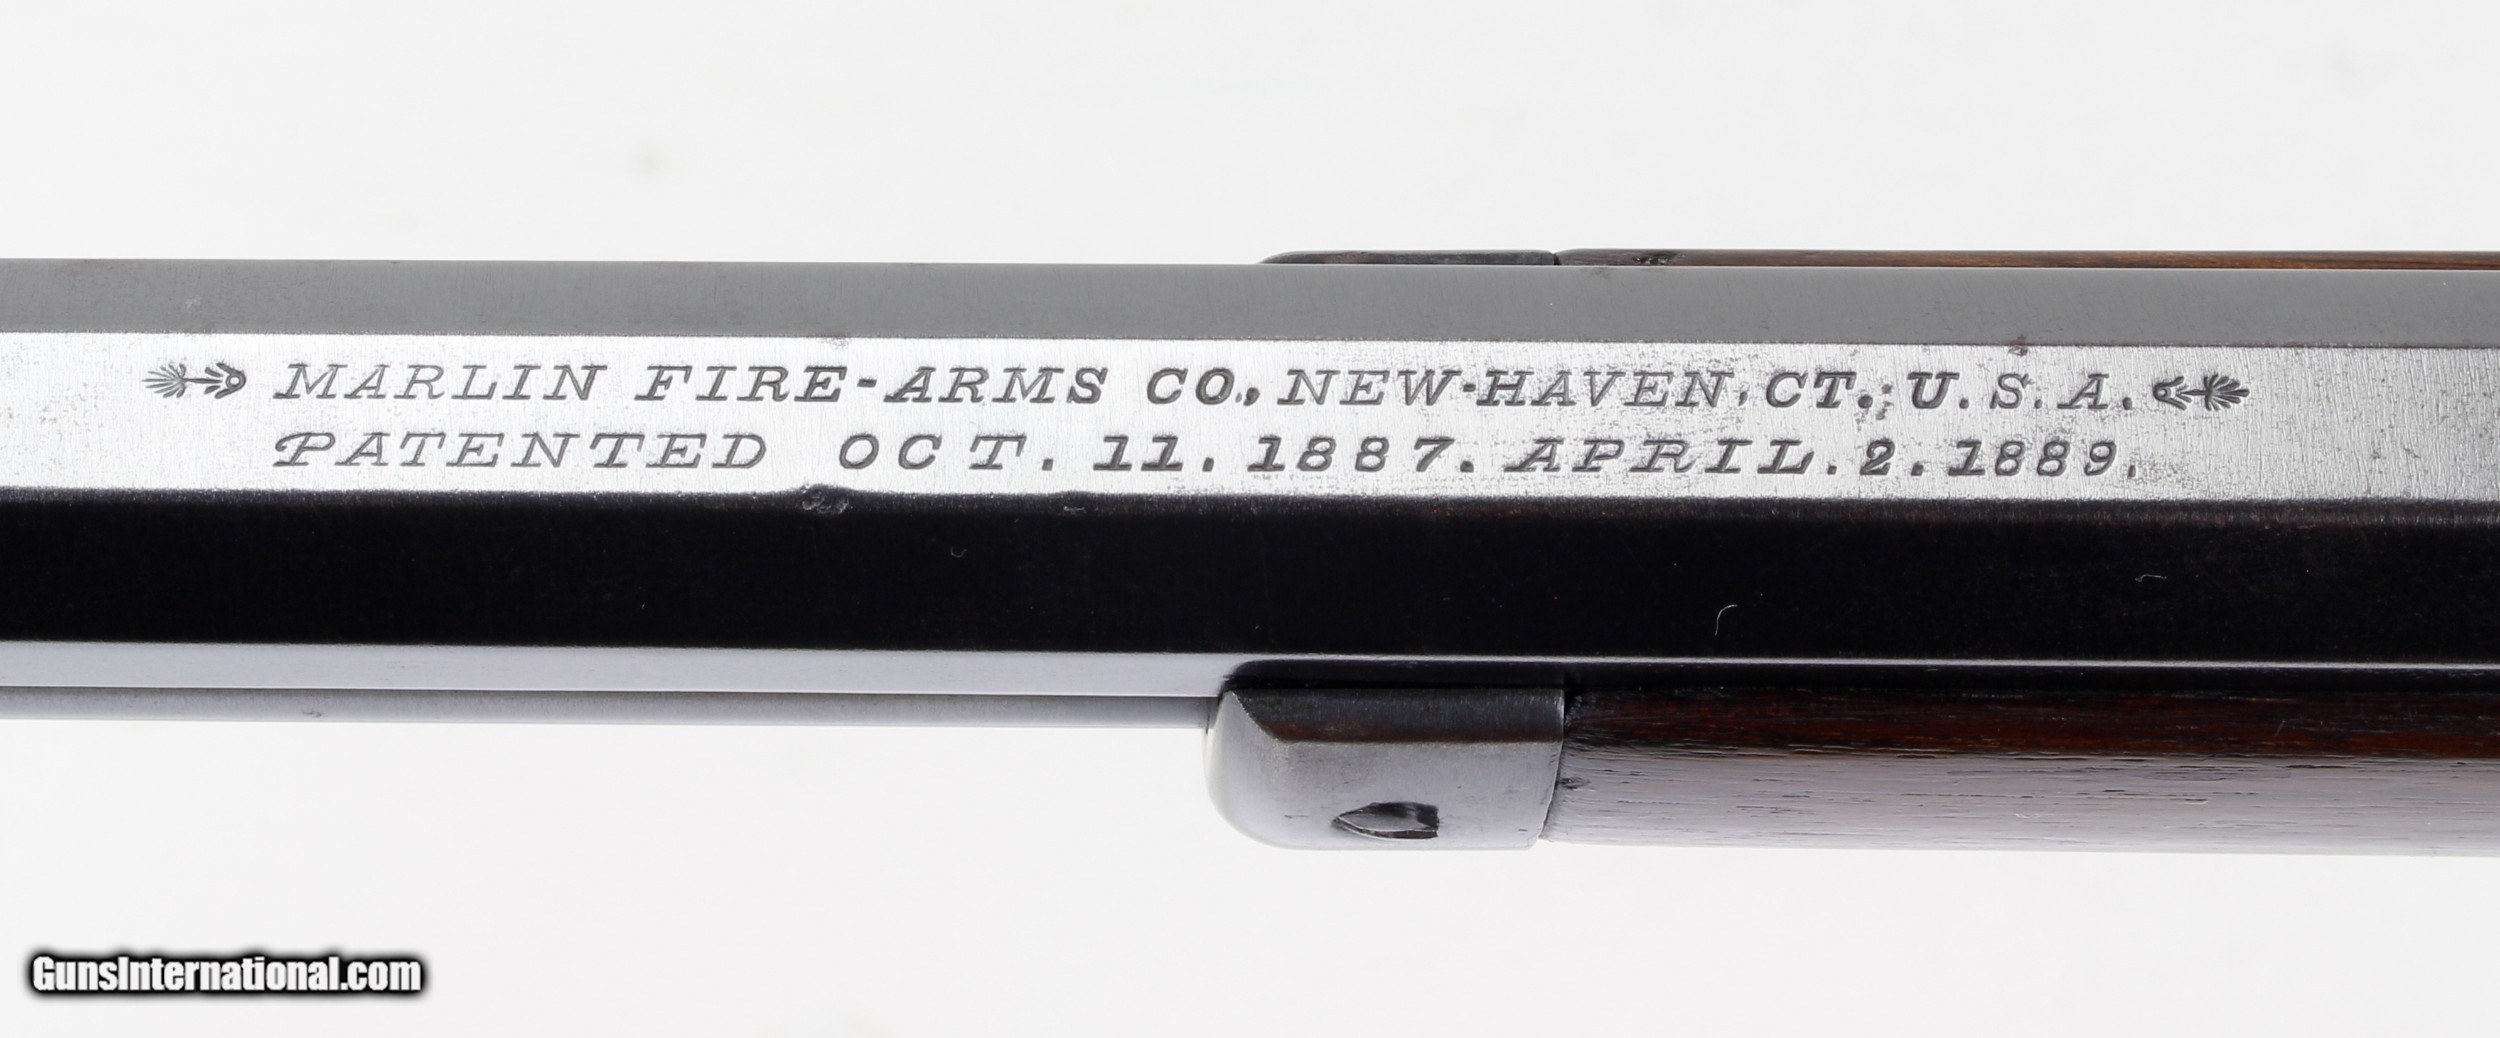 MARLIN FIRE-ARMS CO., NEW-HAVEN, CT.; U.S.A.
PATENTED OCT. 11. 1887. APRIL. 2. 1889.
GunsInternational.com